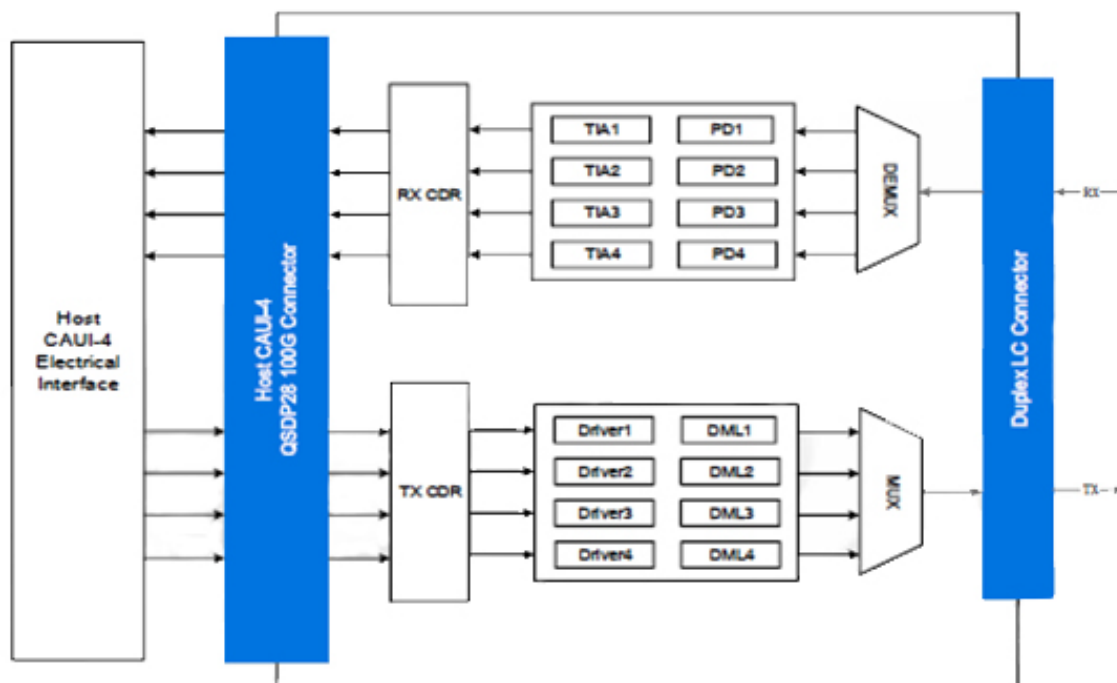 Host
CAUI-4
Electrical
Interface
Host CAUI-4
QSDP28 100G Connector
RX CDR
TIA1
PD1
TIA2
PD2
TIA3
PD3
TIA4
PD4
DEMUX
RX
Duplex LC Connector
TX CDR
Driver1
DML1
Driver2
DML2
Driver3
DML3
Driver4
DML4
MUX
TX